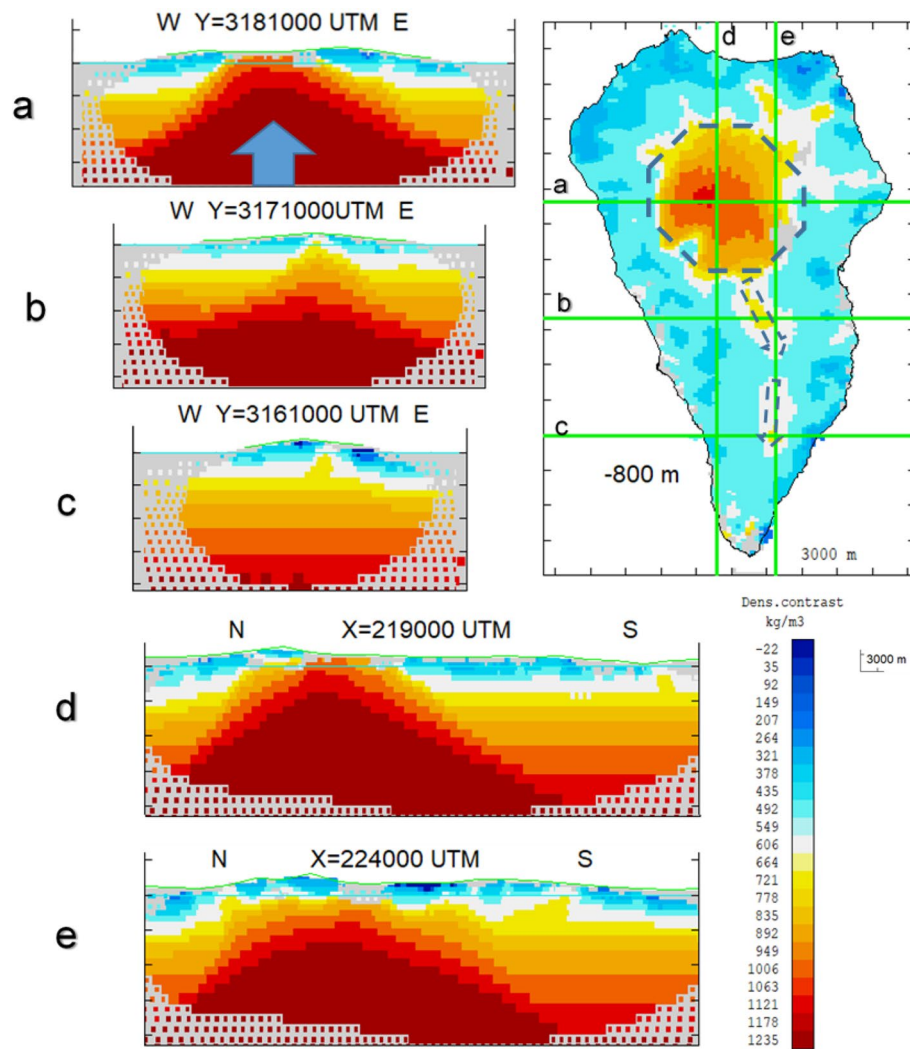 W Y=3181000 UTM E
a
W Y=3171000UTM E
b
W Y=3161000 UTM E
c
d e
a
b
c
-800 m
3000 m
N X=219000 UTM S
d
N X=224000 UTM S
e
Dens.contrast
kg/m3
-22
35
92
149
207
264
321
378
435
492
549
606
664
721
778
835
892
949
1006
1063
1121
1178
1235
3000 m